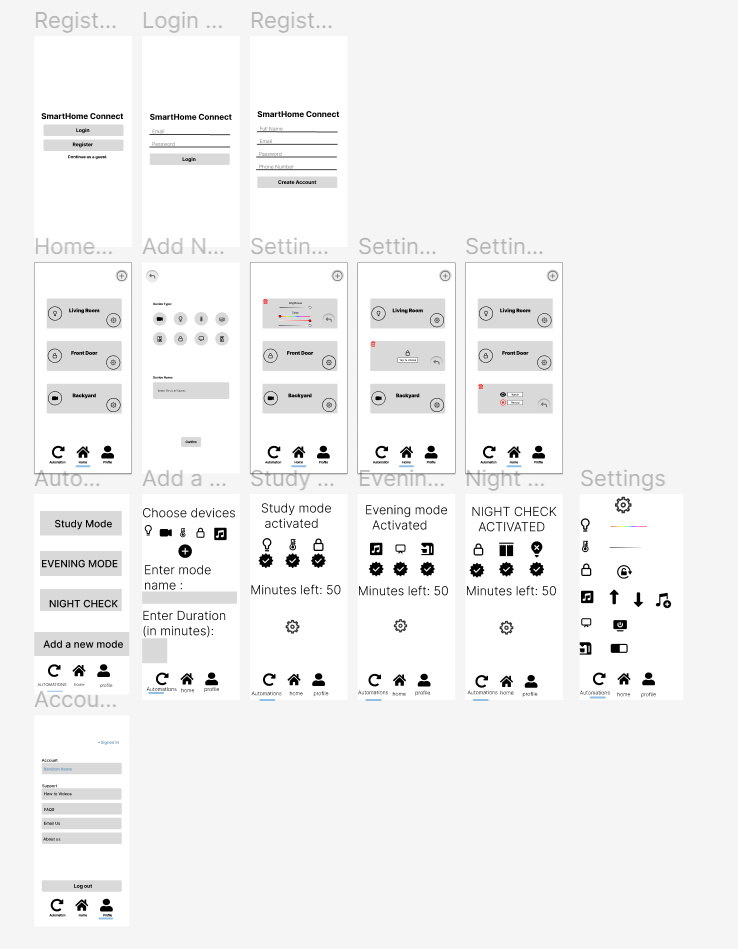 Regist...
Login ...
Regist...
SmartHome Connect
Login
Register
Continue as a guest
SmartHome Connect
Email
Password
Login
SmartHome Connect
Full Name
Email
Password
Phone Number
Create Account
Home...
Add N...
Settin...
Settin...
Settin...
Living Room
Front Door
Backyard
Automation
Home
Profile
Device Type:
Device Name:
Confirm
Brightness
Color
Front Door
Backyard
Automation
Home
Profile
Living Room
Backyard
Automation
Home
Profile
Living Room
Front Door
Automation
Home
Profile
Auto...
Add a ...
Study ...
Evenin...
Night ...
Settings
Study Mode
EVENING MODE
NIGHT CHECK
Add a new mode
AUTOMATIONS
home
profile
Choose devices
Enter mode
name :
Enter Duration
(in minutes):
Automations
home
profile
Study mode
activated
Minutes left: 50
Automations
home
profile
Evening mode
Activated
Minutes left: 50
Automations
home
profile
NIGHT CHECK
ACTIVATED
Minutes left: 50
Automations
home
profile
Automations
home
profile
Accou...
Account
Support
How to Videos
FAQS
Email Us
About us
Log out
Automation
Home
Profile